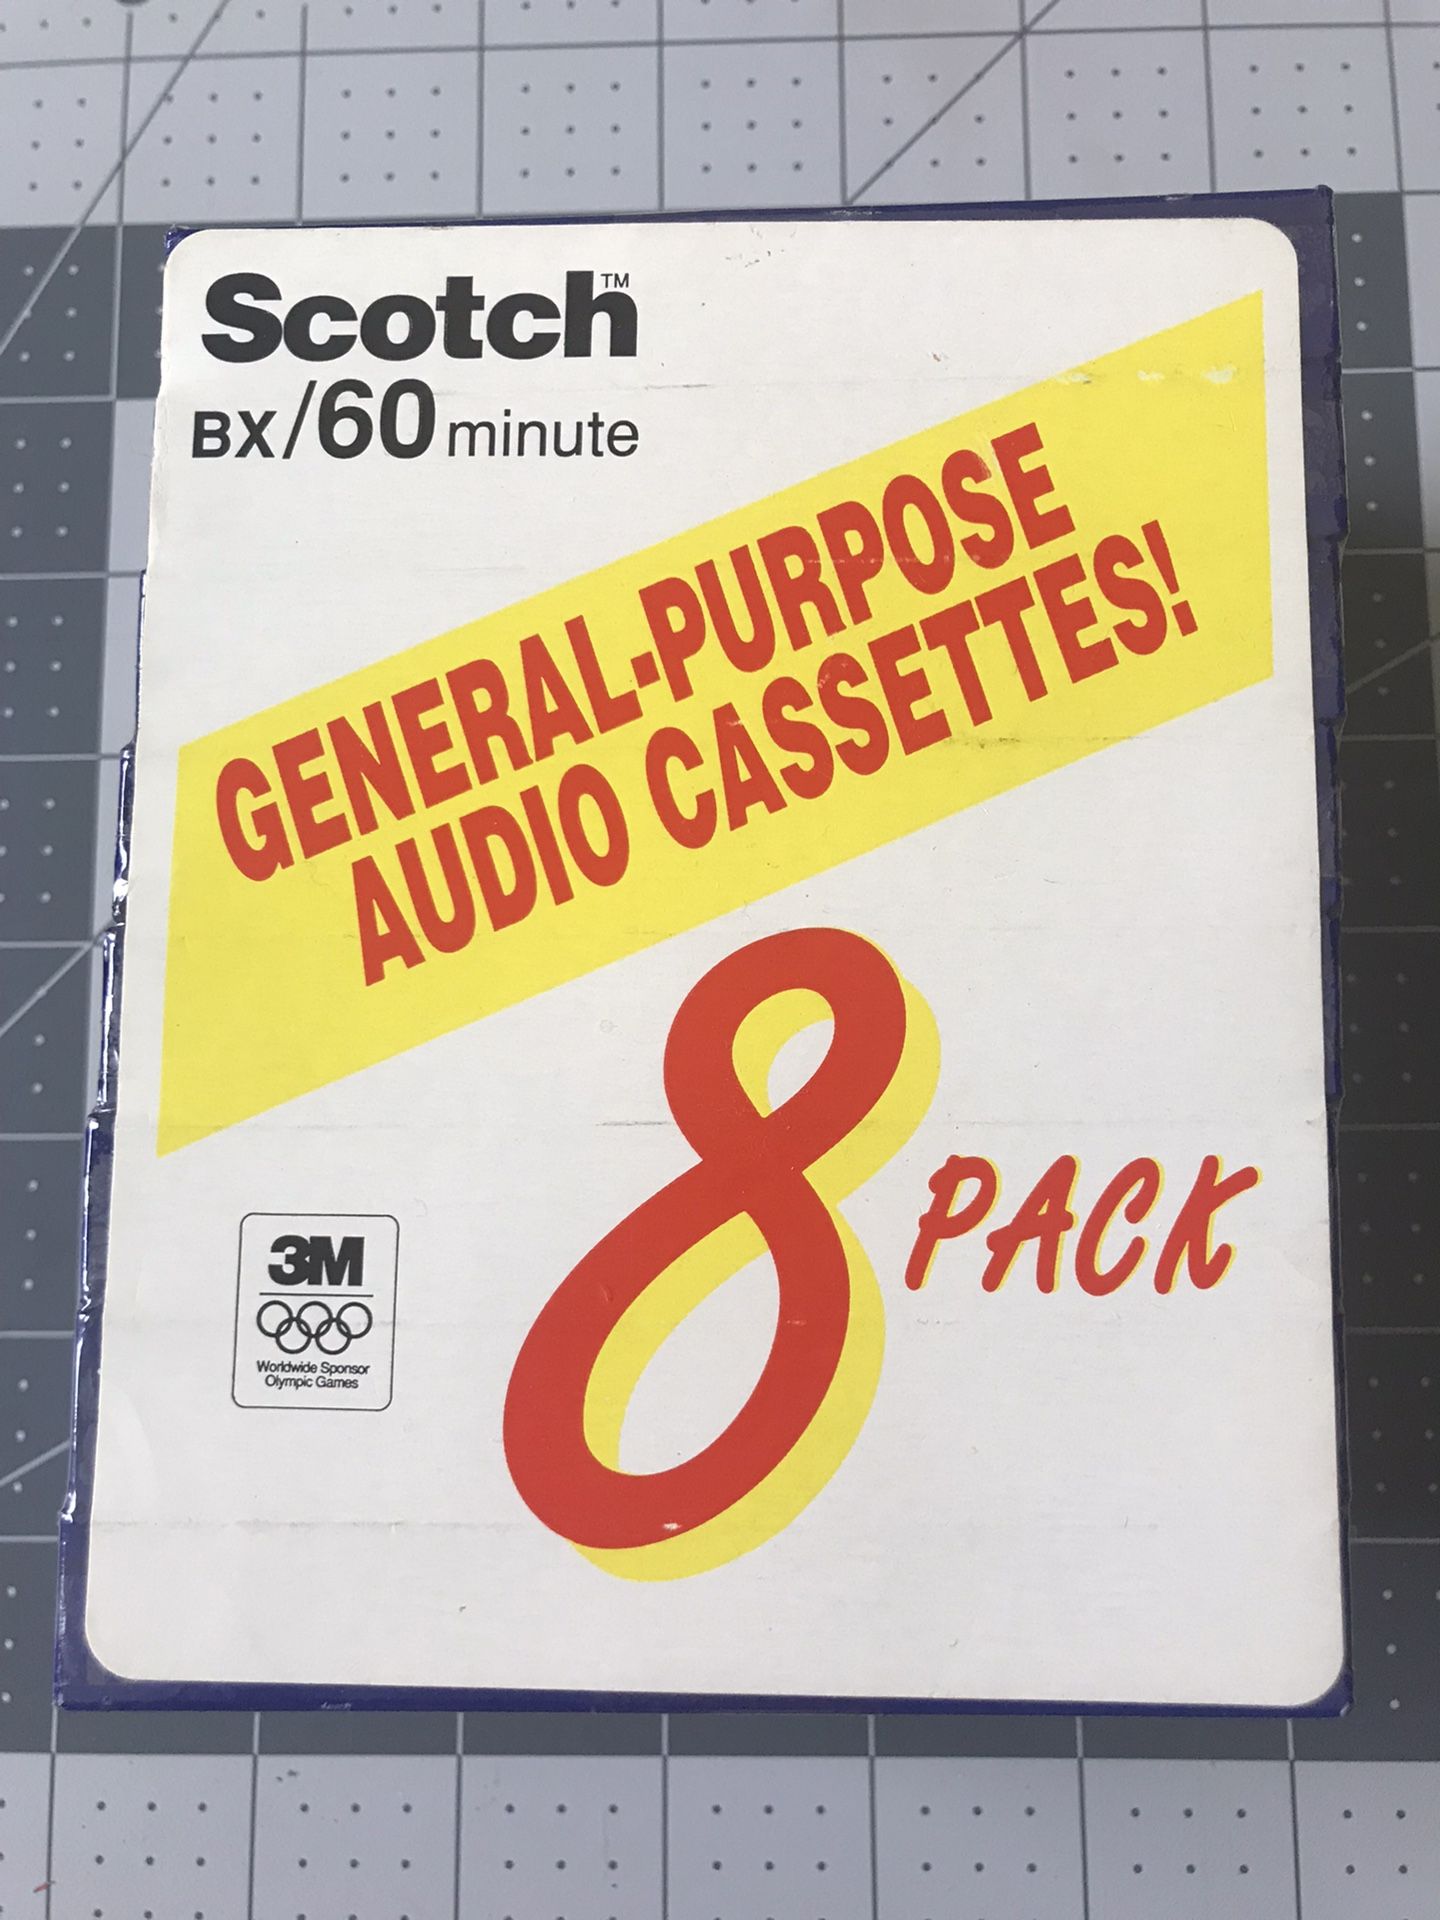 Scotch™
BX/60 minute
GENERAL-PURPOSE
AUDIO CASSETTES!
8 PACK
3M
Worldwide Sponsor
Olympic Games